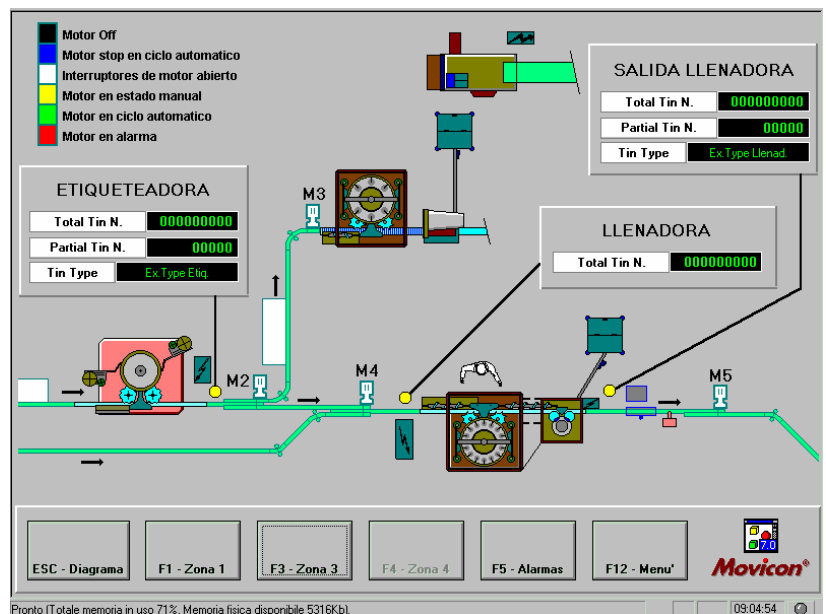 Motor Off
Motor stop en ciclo automatico
Interruptores de motor abierto
Motor en estado manual
Motor en ciclo automatico
Motor en alarma
SALIDA LLENADORA
Total Tin N. 000000000
Partial Tin N. 00000
Tin Type Ex.Type Llenad.
ETIQUETEADORA
Total Tin N. 000000000
Partial Tin N. 00000
Tin Type Ex.Type Etiq.
M3
LLENADORA
Total Tin N. 000000000
M2
M4
M5
ESC - Diagrama
F1 - Zona 1
F3 - Zona 3
F4 - Zona 4
F5 - Alarmas
F12 - Menu'
7.0
Movicon®
Pronto (Totale memoria in uso 71%, Memoria fisica disponibile 5316Kb).
09:04:54